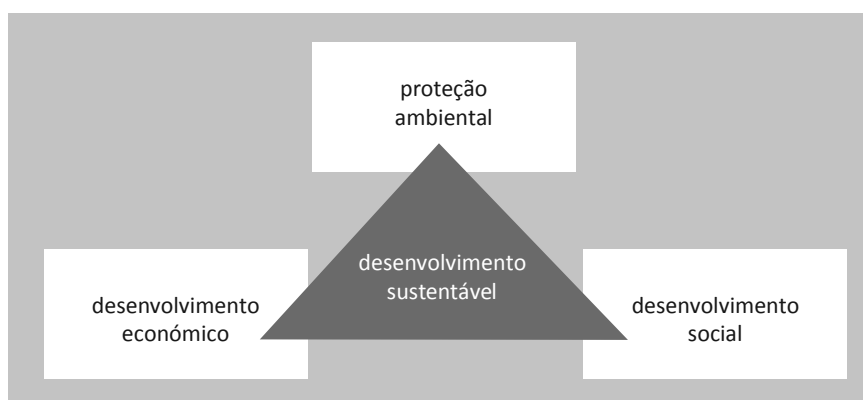 proteção
ambiental
desenvolvimento
sustentável
desenvolvimento
económico
desenvolvimento
social